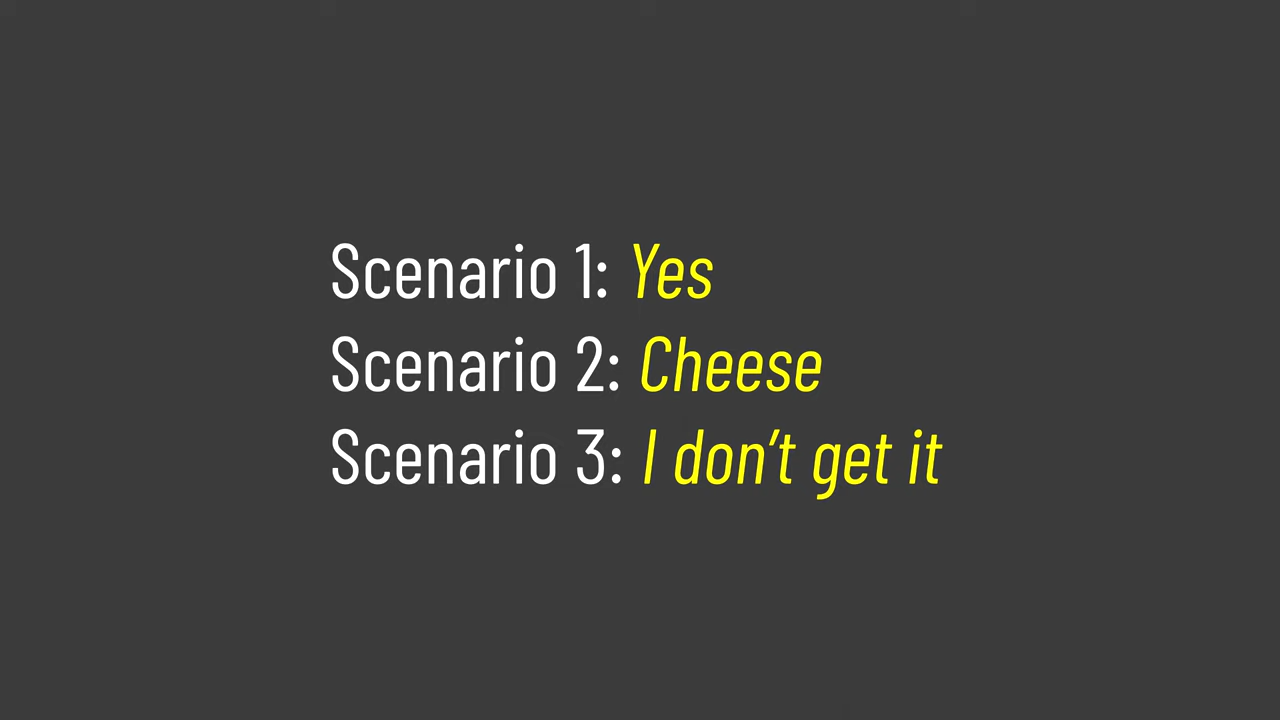 Scenario 1: Yes
Scenario 2: Cheese
Scenario 3: I don’t get it